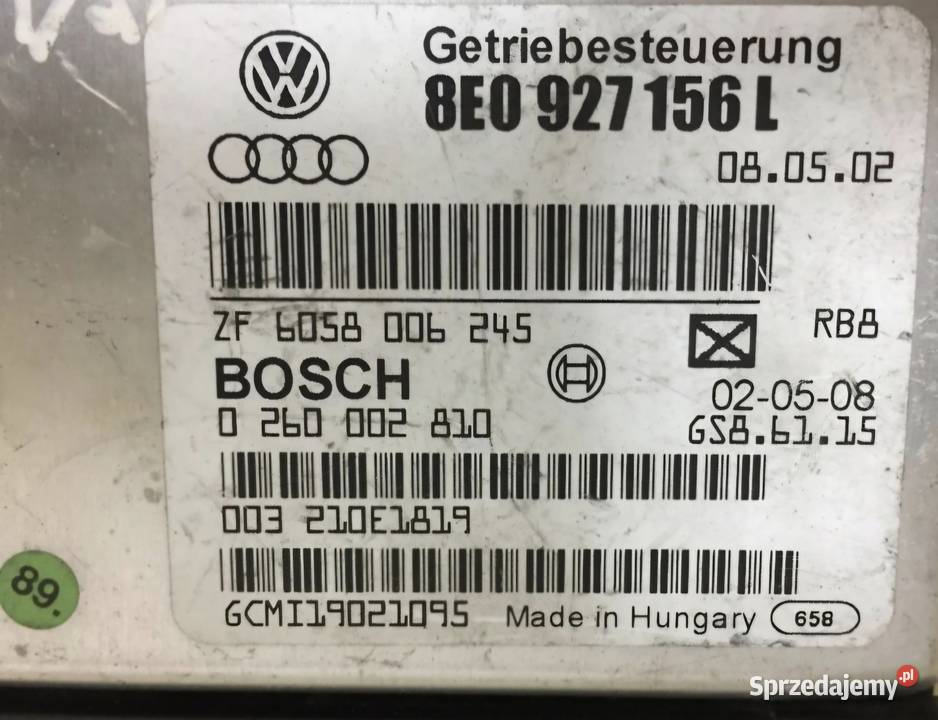 Getriebesteuerung
8E0 927 156 L
08.05.02
ZF 6058 006 245
RB8
BOSCH
02-05-08
0 260 002 810
GS8.61.15
003 210E1819
GCMI19021095 Made in Hungary 658
89.
Sprzedajemy.pl